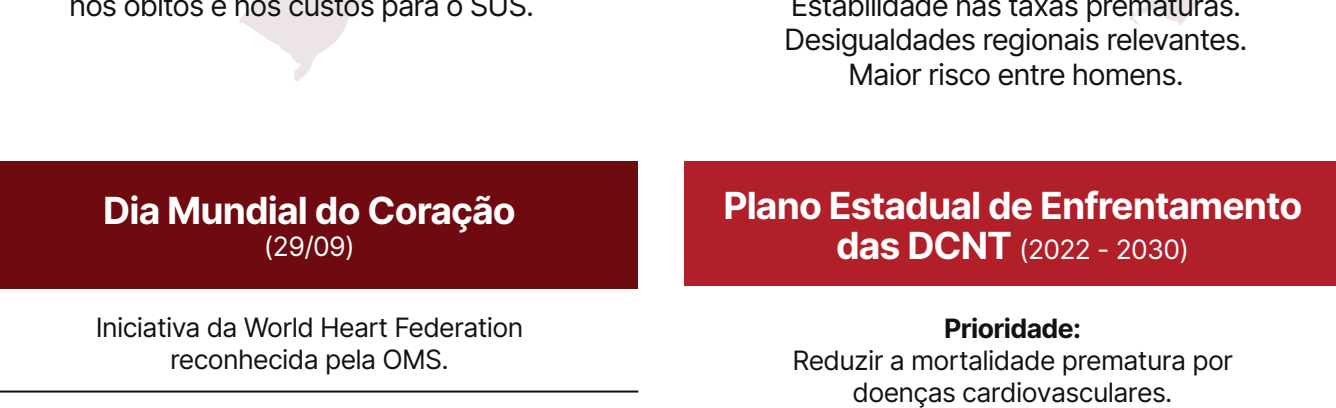 nos óbitos e nos custos para o SUS.
Estabilidade nas taxas prematuras.
Desigualdades regionais relevantes.
Maior risco entre homens.
Dia Mundial do Coração
(29/09)
Iniciativa da World Heart Federation
reconhecida pela OMS.
Plano Estadual de Enfrentamento
das DCNT (2022 - 2030)
Prioridade:
Reduzir a mortalidade prematura por
doenças cardiovasculares.